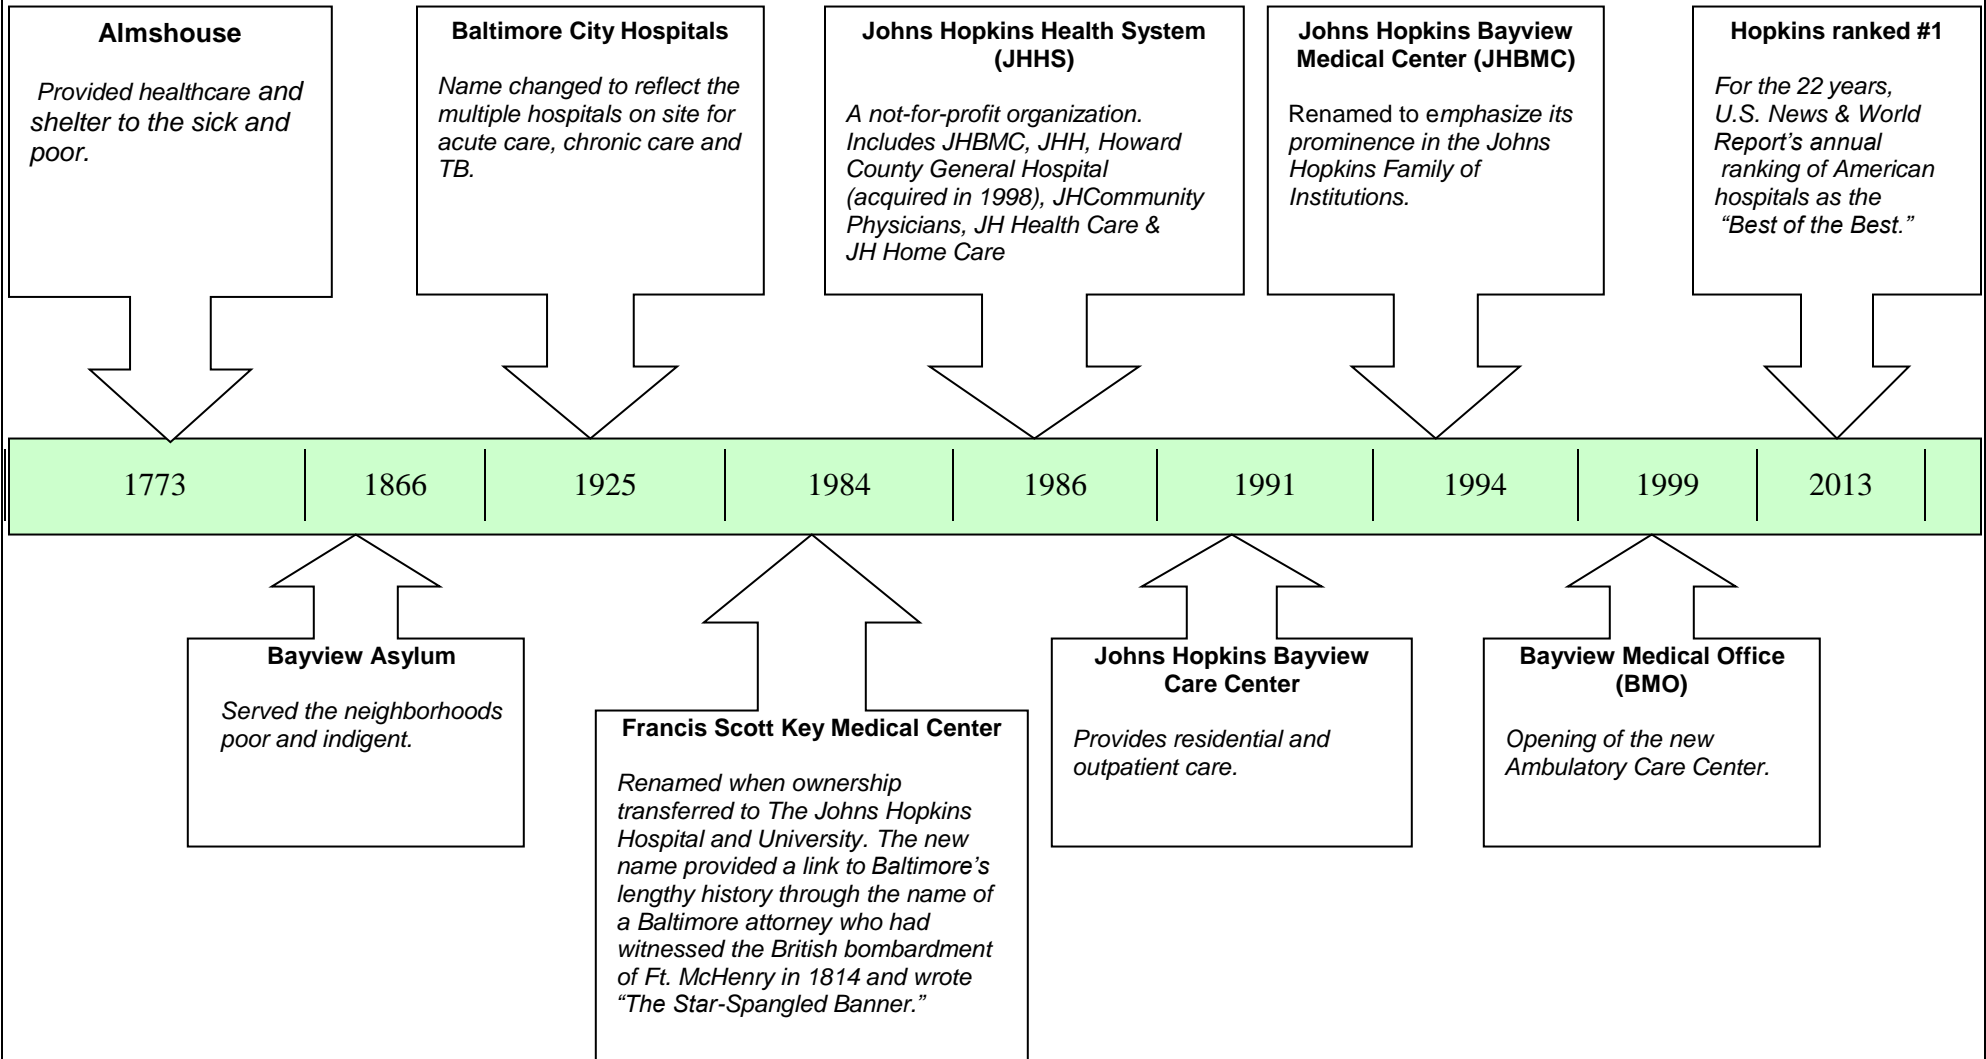 Almshouse
Provided healthcare and
shelter to the sick and
poor.
Baltimore City Hospitals
Name changed to reflect the
multiple hospitals on site for
acute care, chronic care and
TB.
Johns Hopkins Health System
(JHHS)
A not-for-profit organization.
Includes JHBMC, JHH, Howard
County General Hospital
(acquired in 1998), JHCommunity
Physicians, JH Health Care &
JH Home Care
Johns Hopkins Bayview
Medical Center (JHBMC)
Renamed to emphasize its
prominence in the Johns
Hopkins Family of
Institutions.
Hopkins ranked #1
For the 22 years,
U.S. News & World
Report’s annual
ranking of American
hospitals as the
“Best of the Best.”
1773 1866 1925 1984 1986 1991 1994 1999 2013
Bayview Asylum
Served the neighborhoods
poor and indigent.
Francis Scott Key Medical Center
Renamed when ownership
transferred to The Johns Hopkins
Hospital and University. The new
name provided a link to Baltimore’s
lengthy history through the name of
a Baltimore attorney who had
witnessed the British bombardment
of Ft. McHenry in 1814 and wrote
“The Star-Spangled Banner.”
Johns Hopkins Bayview
Care Center
Provides residential and
outpatient care.
Bayview Medical Office
(BMO)
Opening of the new
Ambulatory Care Center.